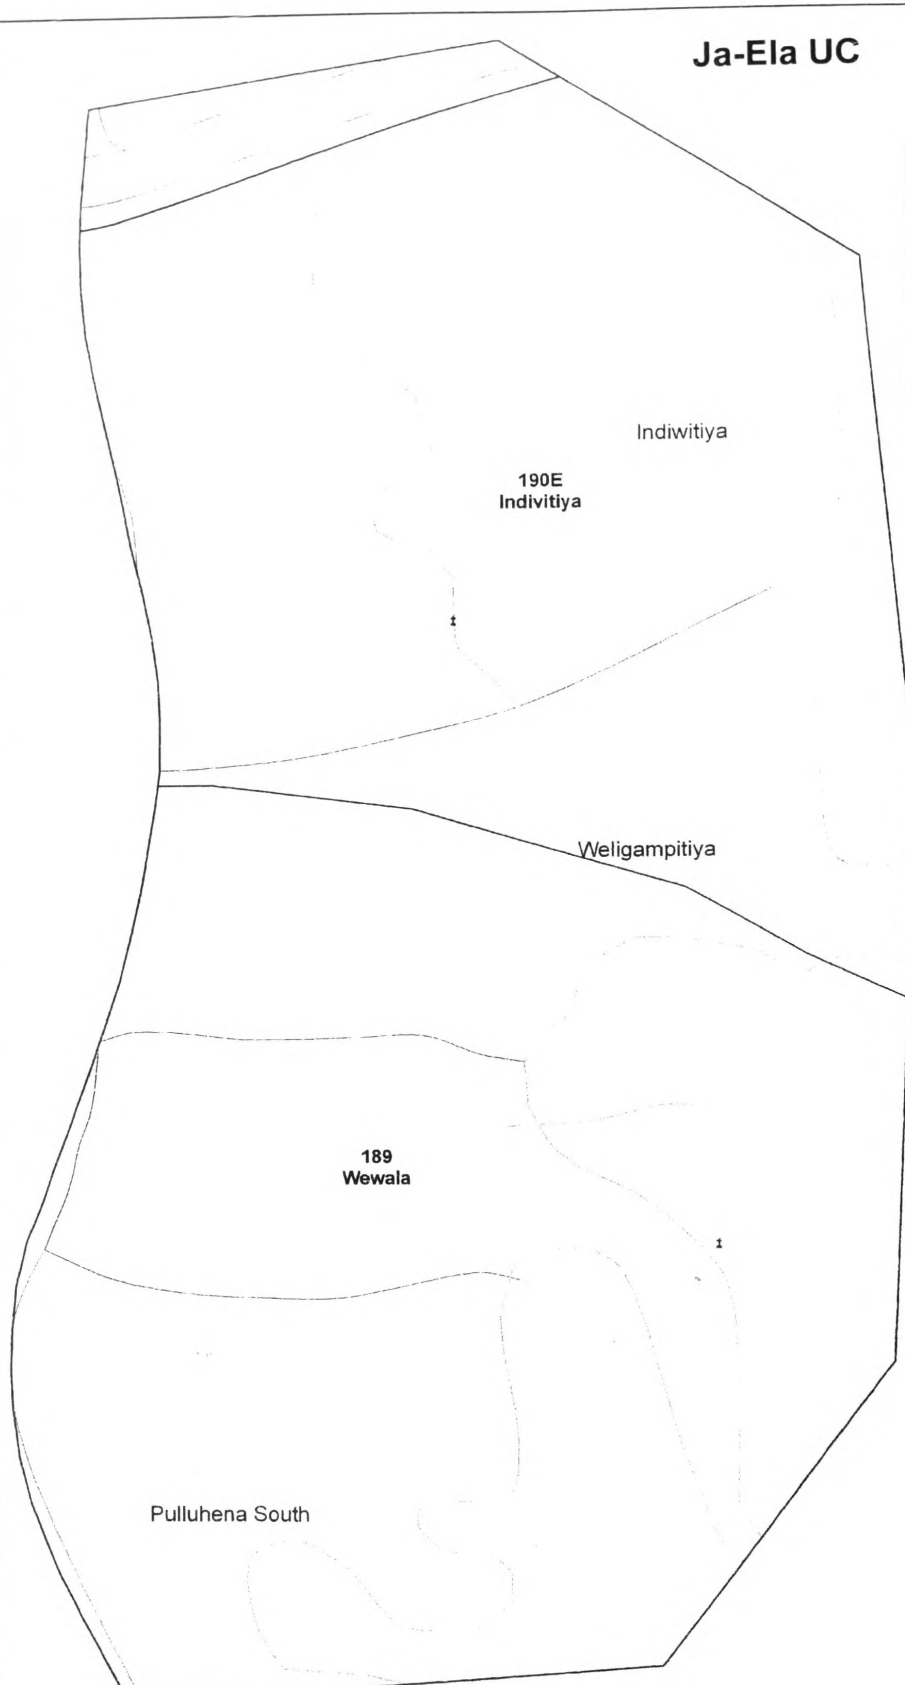 Ja-Ela UC
Indiwitiya
190E
Indivitiya
Weligampitiya
189
Wewala
Pulluhena South